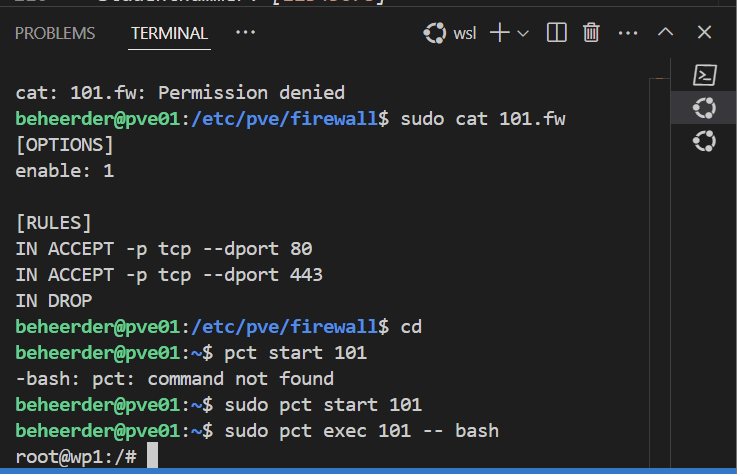 PROBLEMS
TERMINAL
...
wsl
...
cat: 101.fw: Permission denied
beheerder@pve01:/etc/pve/firewall$ sudo cat 101.fw
[OPTIONS]
enable: 1
[RULES]
IN ACCEPT -p tcp --dport 80
IN ACCEPT -p tcp --dport 443
IN DROP
beheerder@pve01:/etc/pve/firewall$ cd
beheerder@pve01:~$ pct start 101
-bash: pct: command not found
beheerder@pve01:~$ sudo pct start 101
beheerder@pve01:~$ sudo pct exec 101 -- bash
root@wp1:/#